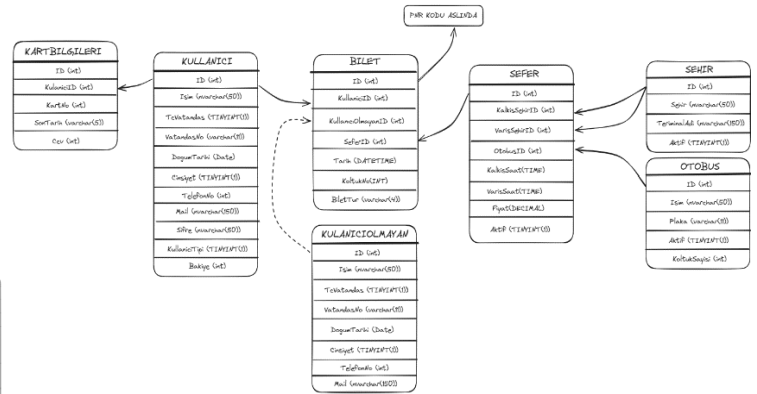 PNR KODU ASLINDA
KARTBILGILERI
ID (int)
KulaniciID (int)
KartNo (int)
SonTarih (varchar(5))
Ccv (int)
KULLANICI
ID (int)
Isim (nvarchar(50))
TcVatandas (TINYINT(1))
VatandasNo (varchar(11))
DogumTarihi (Date)
Cinsiyet (TINYINT(1))
TelefonNo (int)
Mail (nvarchar(150))
Sifre (nvarchar(50))
KullaniciTipi (TINYINT(1))
Bakiye (int)
BILET
ID (int)
KullaniciID (int)
KullaniciOlmayanID (int)
SeferID (int)
Tarih (DATETIME)
KoltukNo(INT)
BiletTur (varchar(4))
KULANICIOLMAYAN
ID (int)
Isim (nvarchar(50))
TcVatandas (TINYINT(1))
VatandasNo (varchar(11))
DogumTarihi (Date)
Cinsiyet (TINYINT(1))
TelefonNo (int)
Mail (nvarchar(150))
SEFER
ID (int)
KalkisSehirID (int)
VarisSehirID (int)
OtobusID (int)
KalkisSaat(TIME)
VarisSaat(TIME)
Fiyat(DECIMAL)
Aktif (TINYINT(1))
SEHIR
ID (int)
Sehir (nvarchar(50))
TerminalAdi (nvarchar(150))
Aktif (TINYINT(1))
OTOBUS
ID (int)
Isim (nvarchar(50))
Plaka (varchar(11))
Aktif (TINYINT(1))
KoltukSayisi (int)